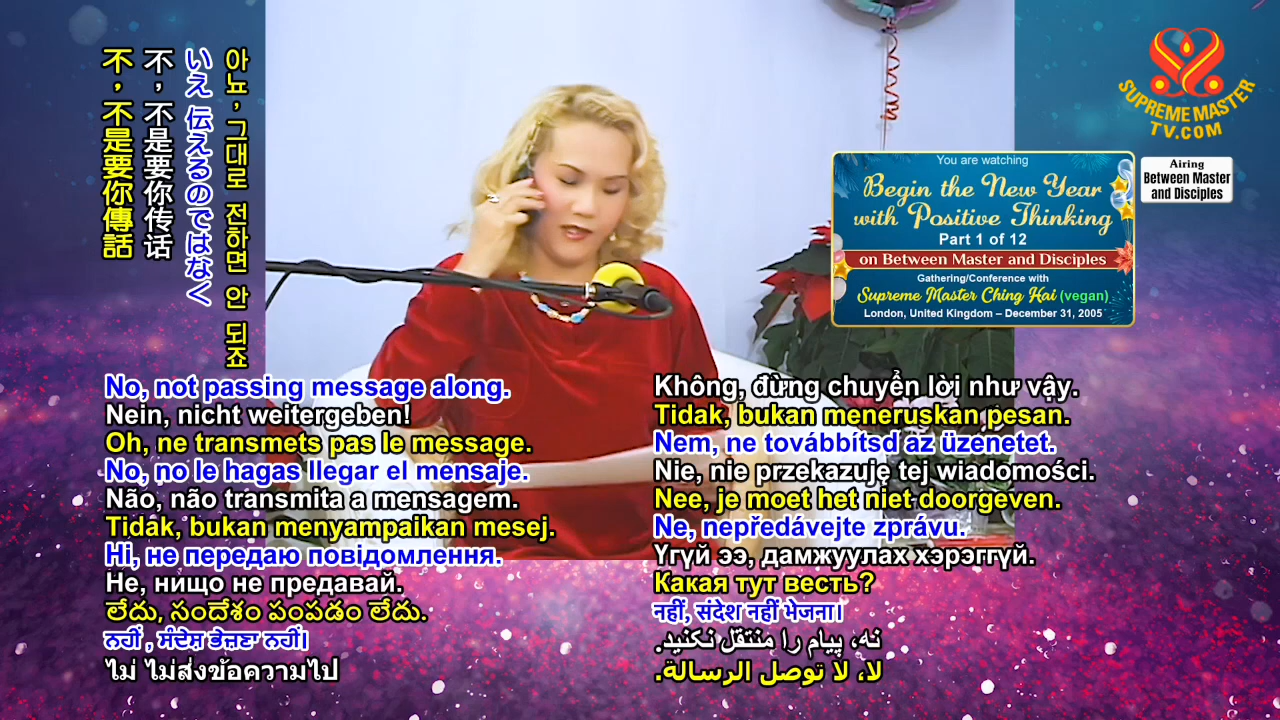 아뇨, 그대로 전하면 안 되죠
いえ 伝えるのではなく
不，不是要你传话
不，不是要你傳話
SUPREME MASTER
TV.COM
You are watching
Begin the New Year
with Positive Thinking
Part 1 of 12
on Between Master and Disciples
Gathering/Conference with
Supreme Master Ching Hai (vegan)
London, United Kingdom – December 31, 2005
Airing
Between Master
and Disciples
No, not passing message along.
Nein, nicht weitergeben!
Oh, ne transmets pas le message.
No, no le hagas llegar el mensaje.
Não, não transmita a mensagem.
Tidak, bukan menyampaikan mesej.
Ні, не передаю повідомлення.
Не, нищо не предавай.
లేదు, సందేశం పంపడం లేదు.
ਨਹੀਂ , ਸੰਦੇਸ਼ ਭੇਜਣਾ ਨਹੀਂ।
ไม่ ไม่ส่งข้อความไป
Không, đừng chuyển lời như vậy.
Tidak, bukan meneruskan pesan.
Nem, ne továbbítsd az üzenetet.
Nie, nie przekazuję tej wiadomości.
Nee, je moet het niet doorgeven.
Ne, nepředávejte zprávu.
Үгүй ээ, дамжуулах хэрэггүй.
Какая тут весть?
नहीं, संदेश नहीं भेजना।
نه، پیام را منتقل نکنید.
لا، لا توصل الرسالة.